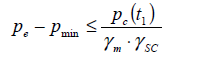 p_e − p_min ≤ p_c(t_1) / (γ_m · γ_SC)